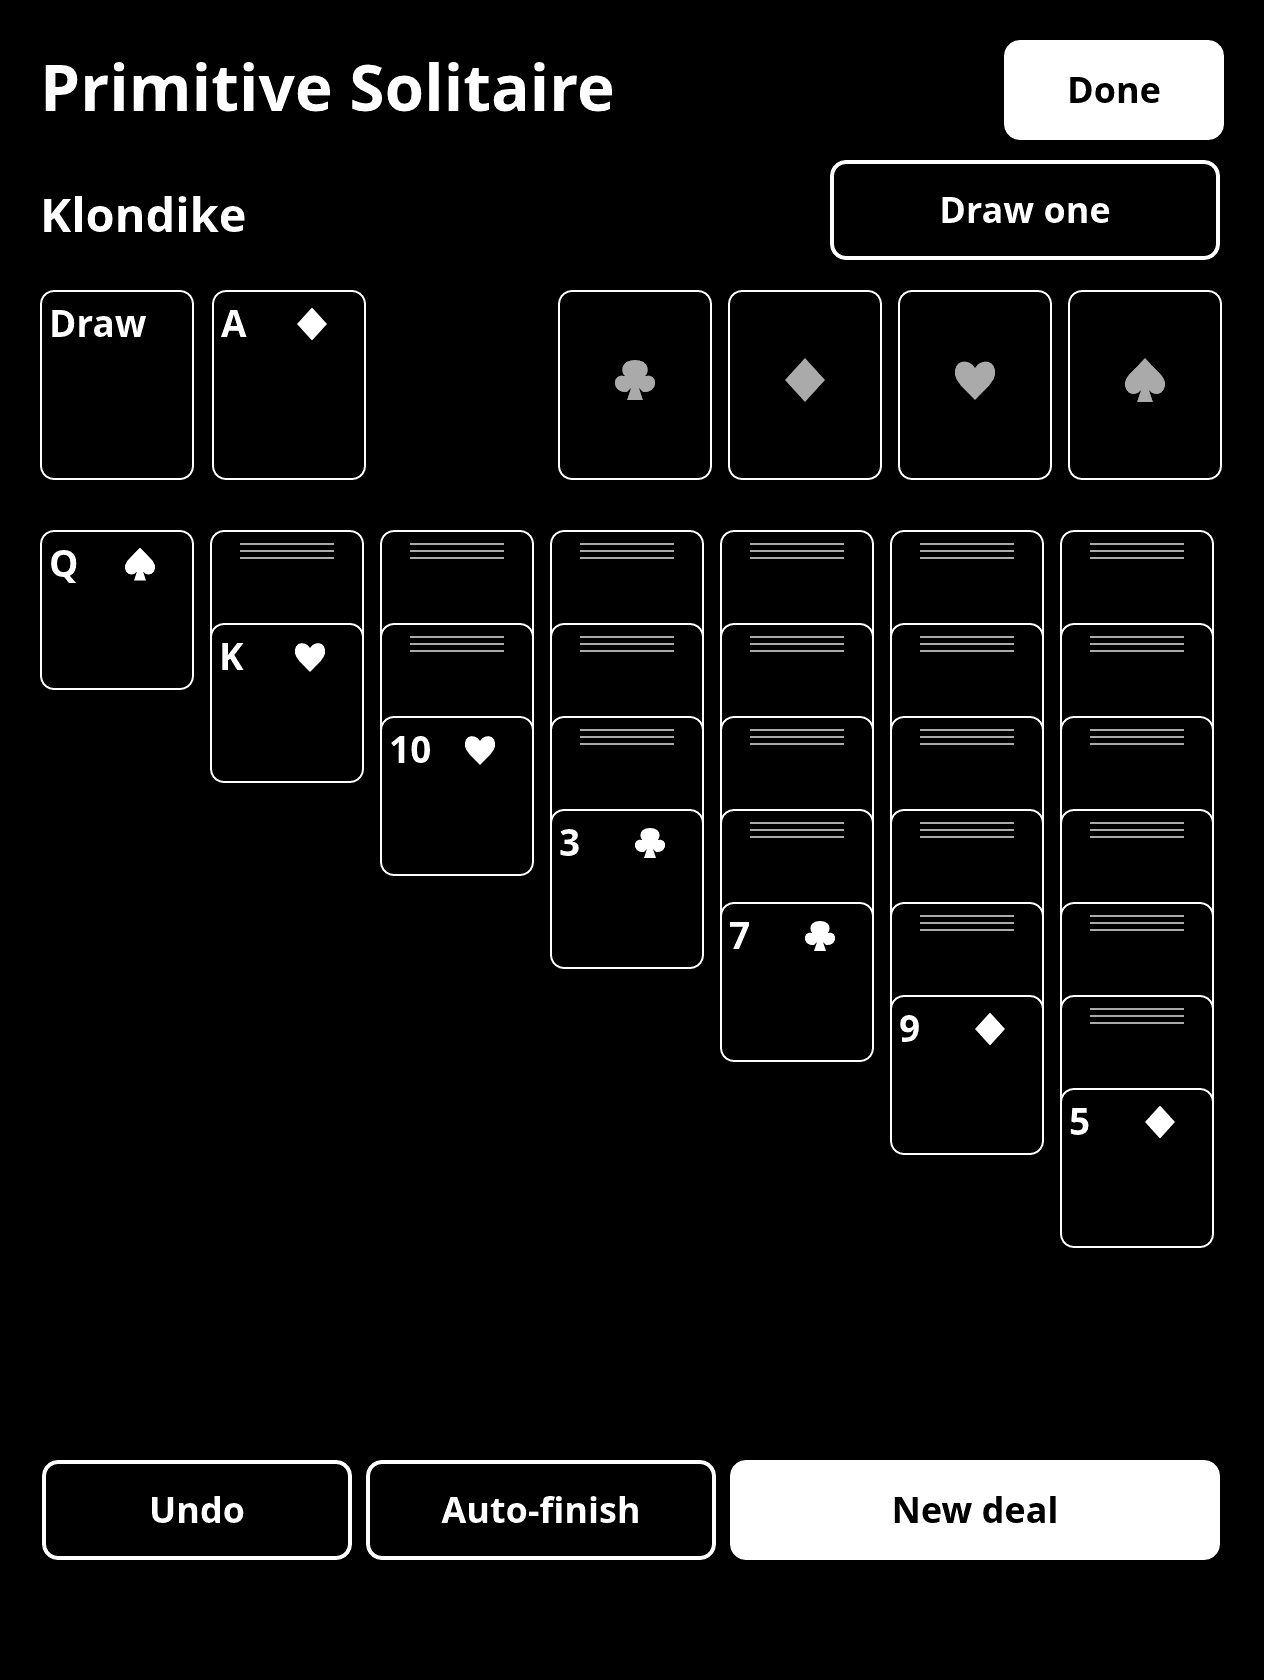 Primitive Solitaire
Done
Klondike
Draw one
Draw
A
Q
K
10
3
7
9
5
Undo
Auto-finish
New deal